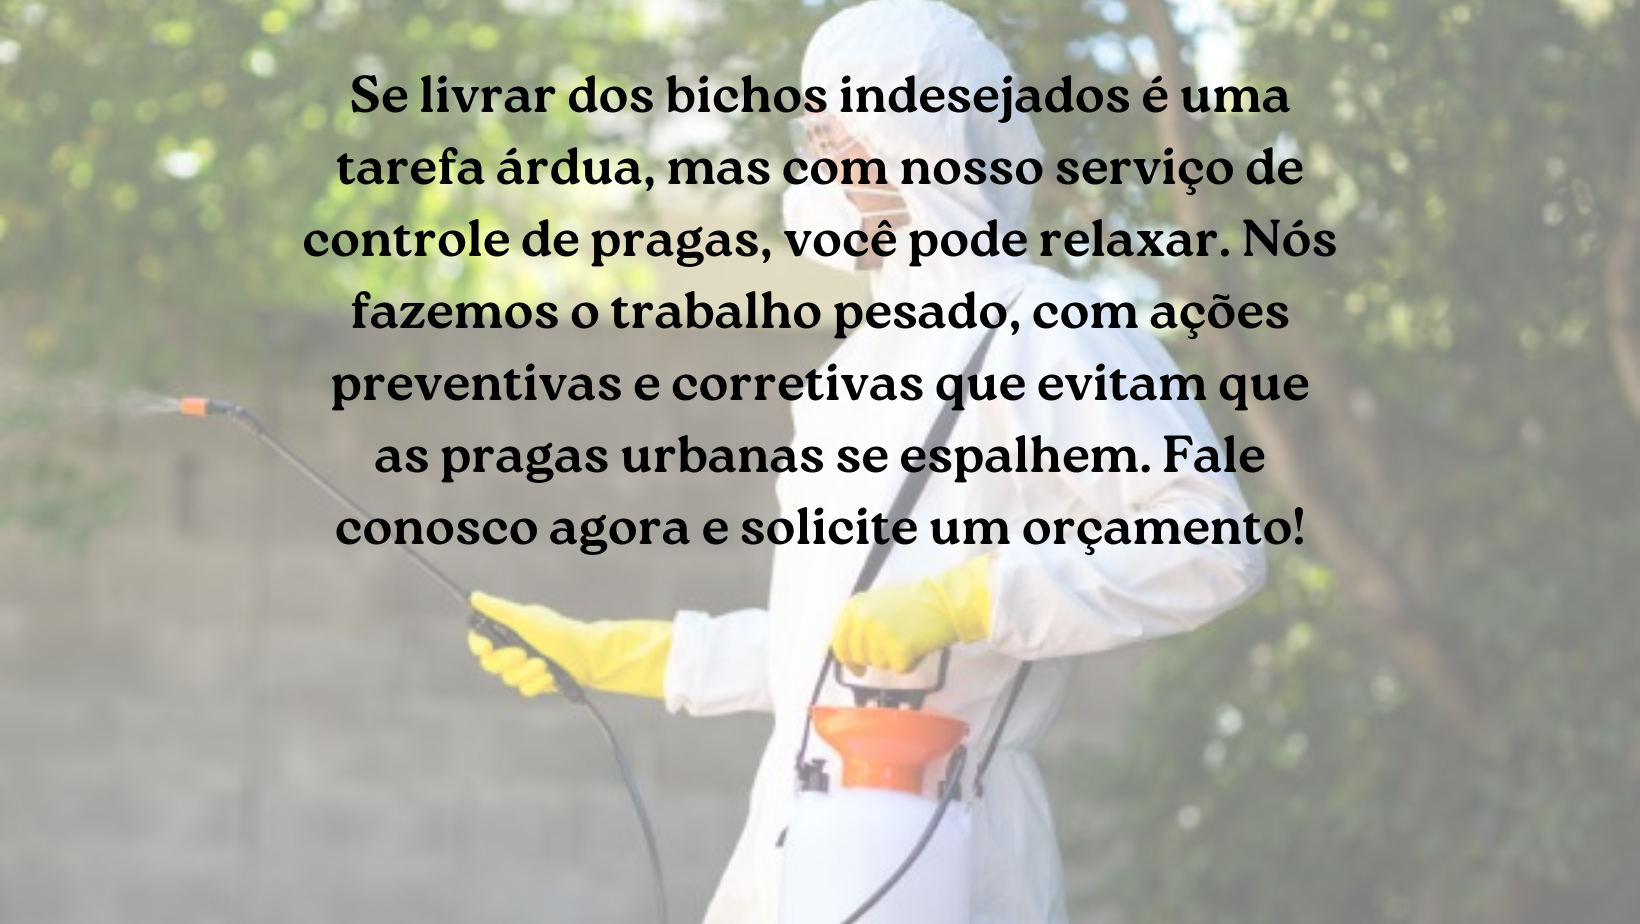 Se livrar dos bichos indesejados é uma
tarefa árdua, mas com nosso serviço de
controle de pragas, você pode relaxar. Nós
fazemos o trabalho pesado, com ações
preventivas e corretivas que evitam que
as pragas urbanas se espalhem. Fale
conosco agora e solicite um orçamento!